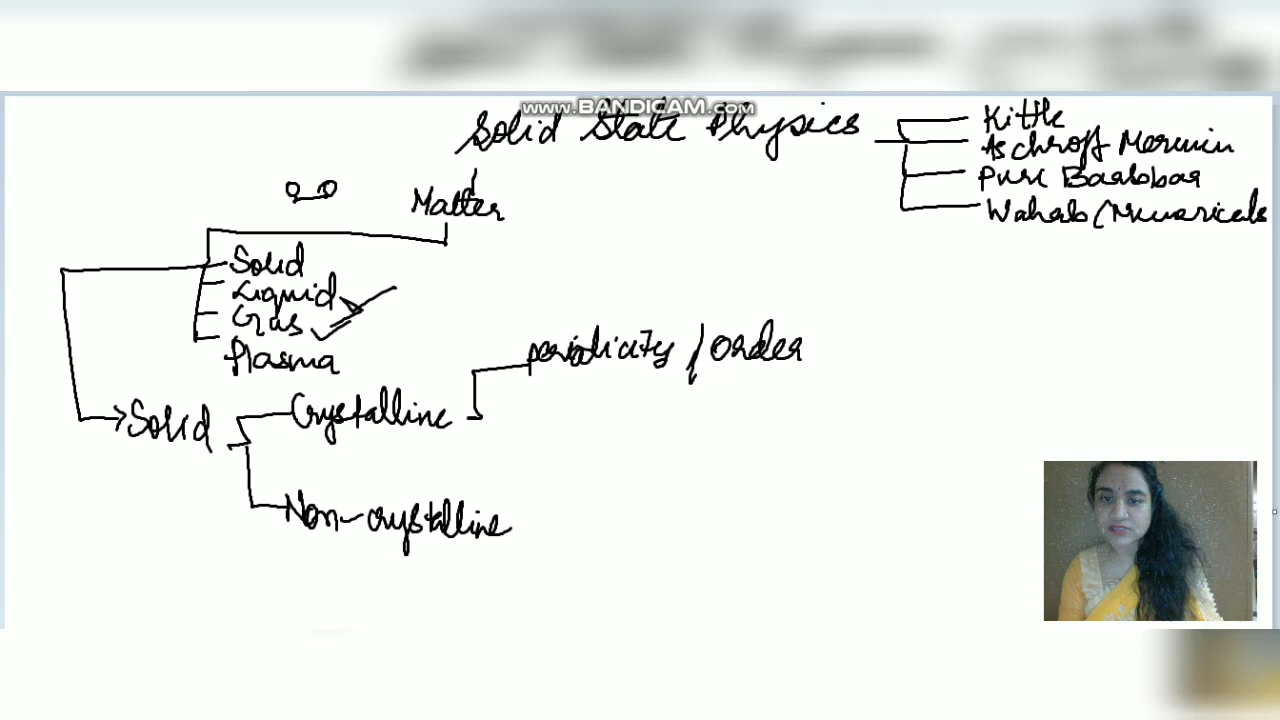 www.BANDICAM.com
Solid State Physics
Kittle
Aschroff Mermin
Puri Babbar
Wahab (Numericals
Matter
Solid
Liquid
Gas
Plasma
periodicity / order
Solid
Crystalline
Non-crystalline